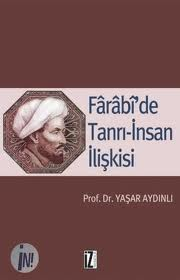 Fârâbî'de
Tanrı-İnsan
İlişkisi
Prof. Dr. YAŞAR AYDINLI
İN!
İZ